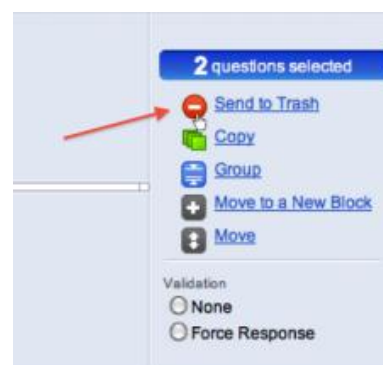 2 questions selected
Send to Trash
Copy
Group
Move to a New Block
Move
Validation
None
Force Response